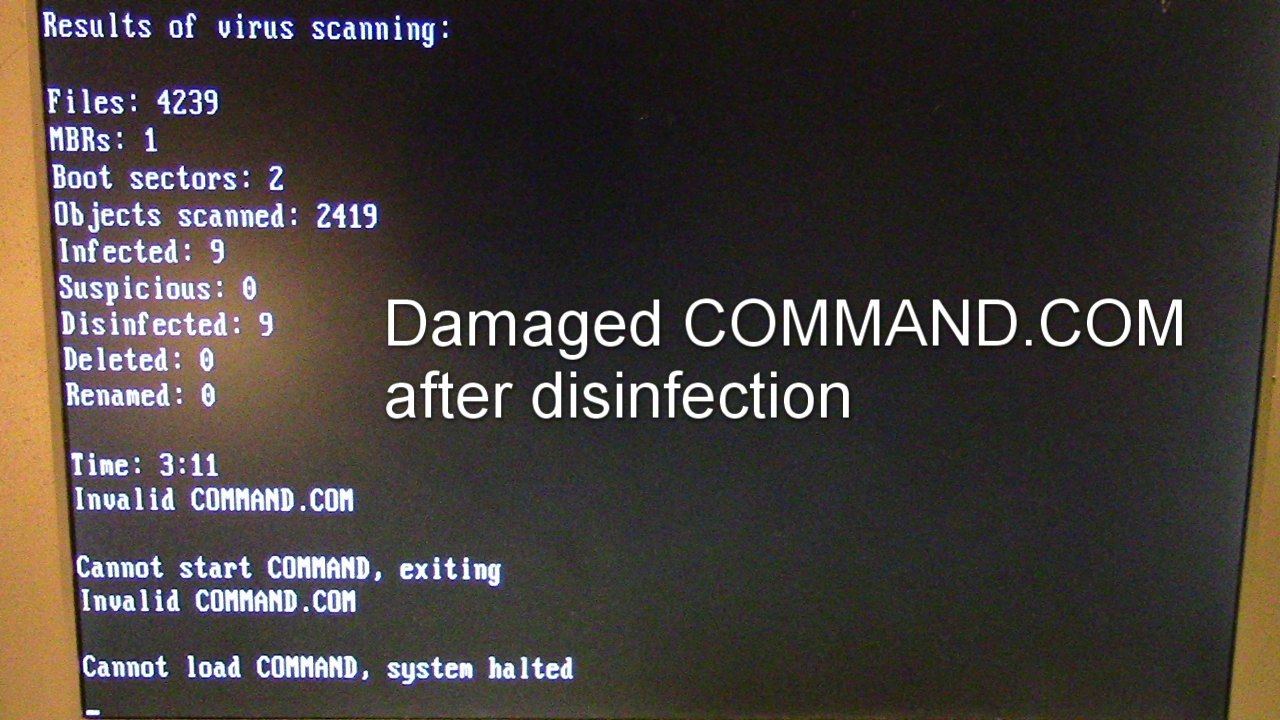 Results of virus scanning:
Files: 4239
MBRs: 1
Boot sectors: 2
Objects scanned: 2419
Infected: 9
Suspicious: 0
Disinfected: 9
Deleted: 0
Renamed: 0
Damaged COMMAND.COM
after disinfection
Time: 3:11
Invalid COMMAND.COM
Cannot start COMMAND, exiting
Invalid COMMAND.COM
Cannot load COMMAND, system halted